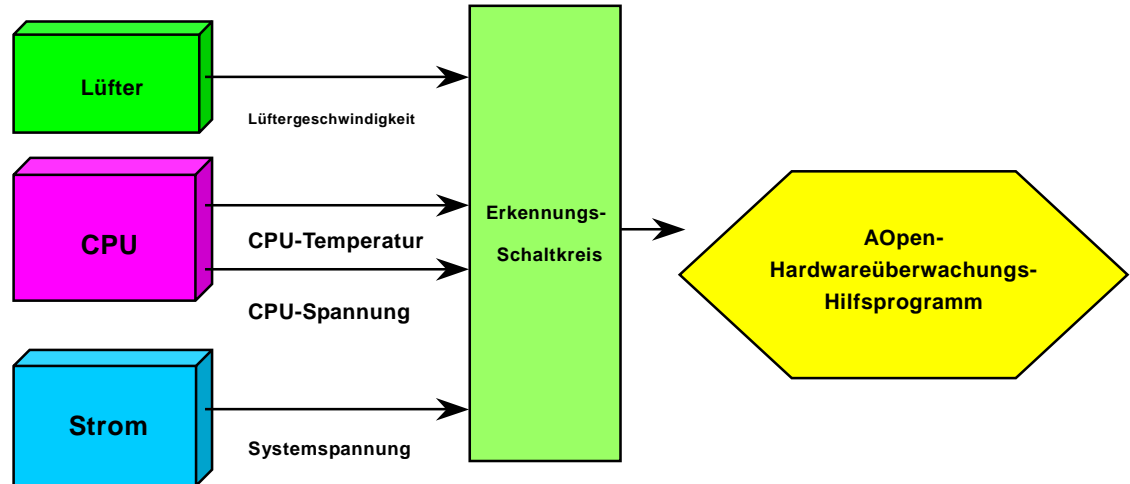 Lüfter
Lüftergeschwindigkeit
CPU
CPU-Temperatur
CPU-Spannung
Strom
Systemspannung
Erkennungs-
Schaltkreis
AOpen-
Hardwareüberwachungs-
Hilfsprogramm